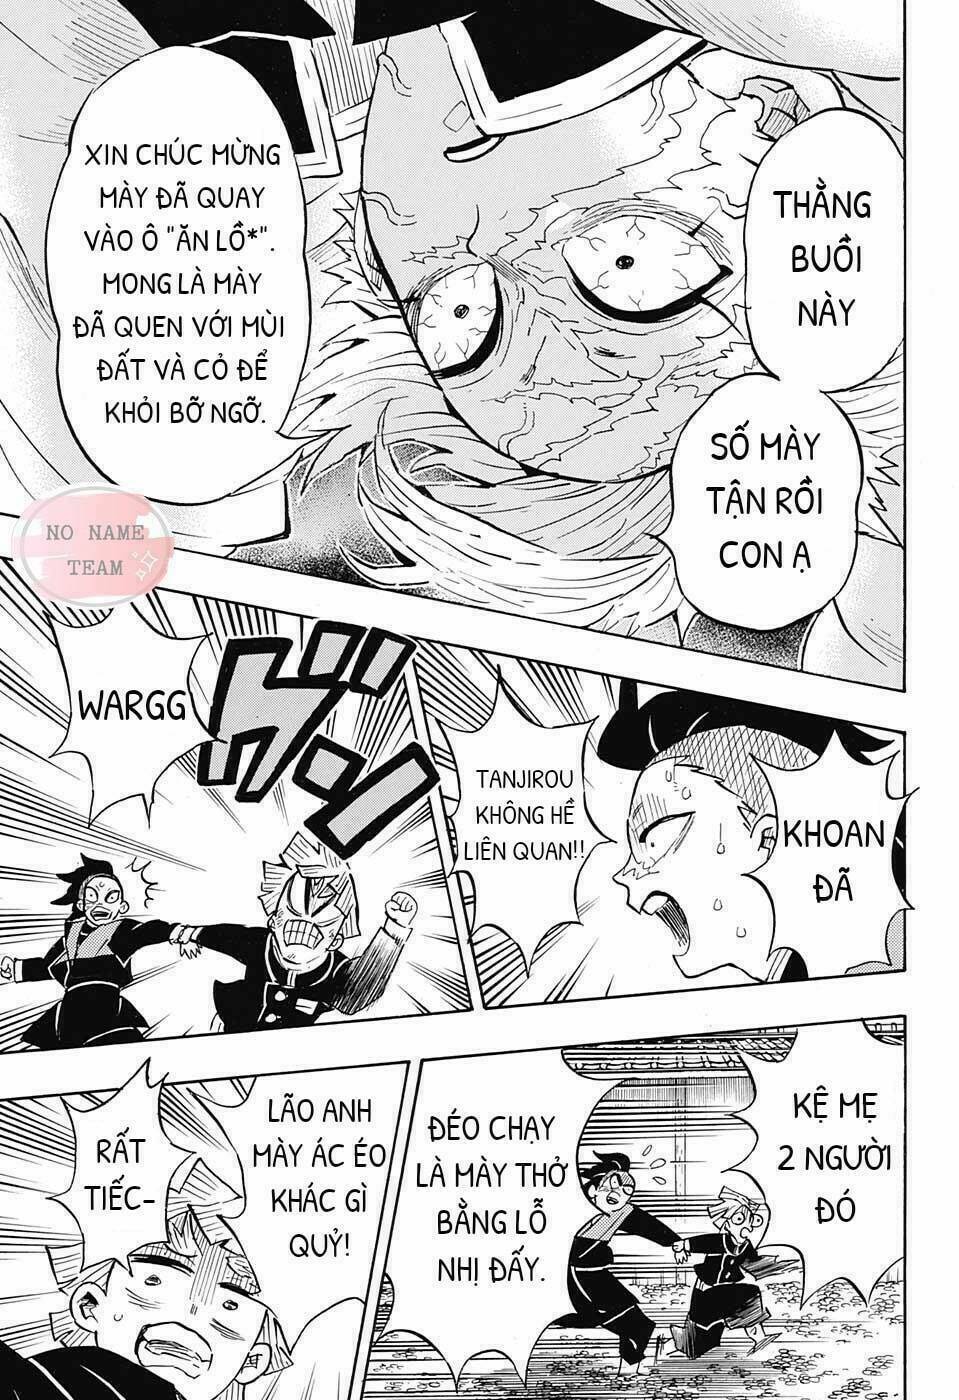 THẰNG
BUỒI
NÀY
SỐ MÀY
TẬN RỒI
CON Ạ
XIN CHÚC MỪNG
MÀY ĐÃ QUAY
VÀO Ô "ĂN LỒ*".
MONG LÀ MÀY
ĐÃ QUEN VỚI MÙI
ĐẤT VÀ CỎ ĐỂ
KHỎI BỠ NGỠ.
NO NAME
TEAM
KHOAN
ĐÃ
TANJIROU
KHÔNG HỀ
LIÊN QUAN!!
WARGG
KỆ MẸ
2 NGƯỜI
ĐÓ
ĐÉO CHẠY
LÀ MÀY THỞ
BẰNG LỖ
NHỊ ĐẤY.
LÃO ANH
MÀY ÁC ÉO
KHÁC GÌ
QUỶ!
RẤT
TIẾC-